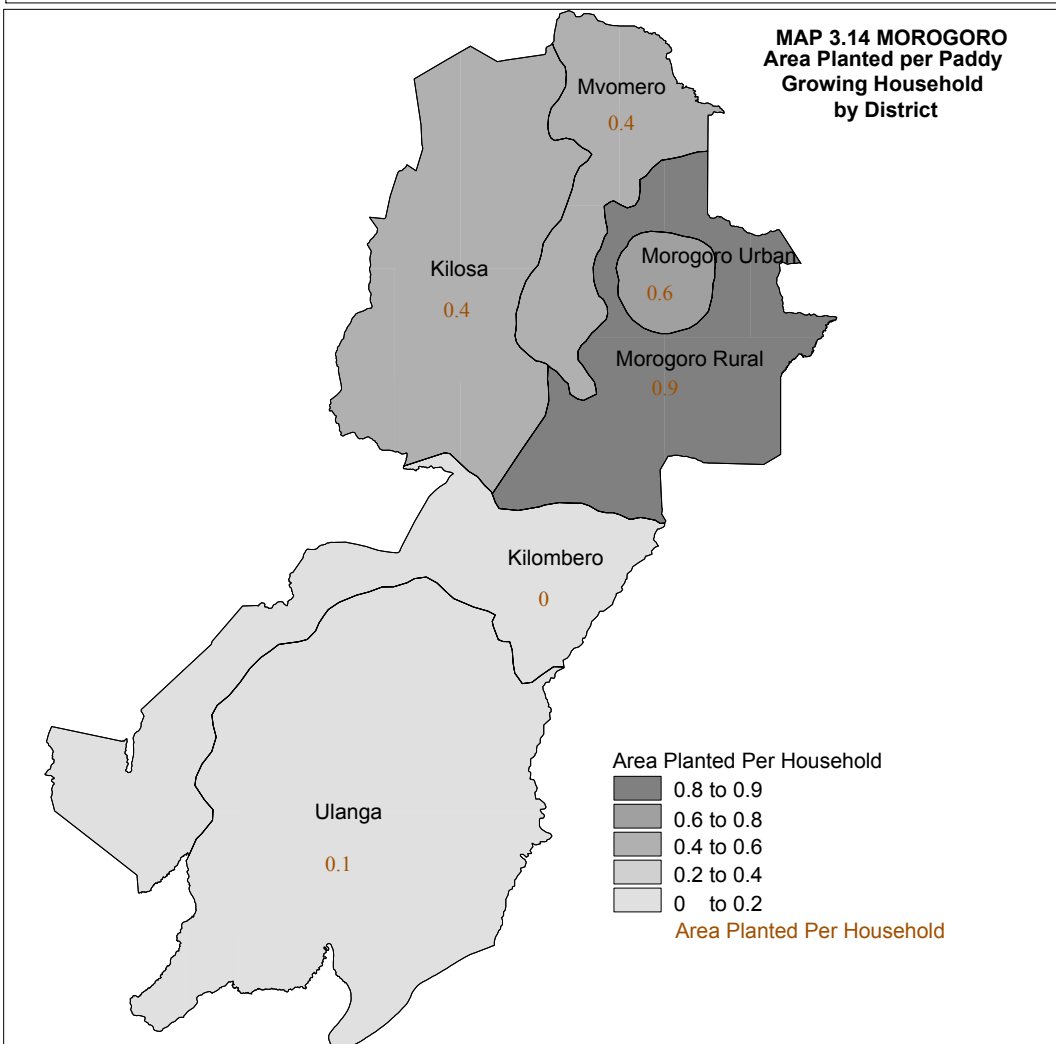 MAP 3.14 MOROGORO
Area Planted per Paddy
Growing Household
by District
Mvomero
0.4
Morogoro Urban
0.6
Kilosa
0.4
Morogoro Rural
0.9
Kilombero
0
Ulanga
0.1
Area Planted Per Household
0.8 to 0.9
0.6 to 0.8
0.4 to 0.6
0.2 to 0.4
0 to 0.2
Area Planted Per Household